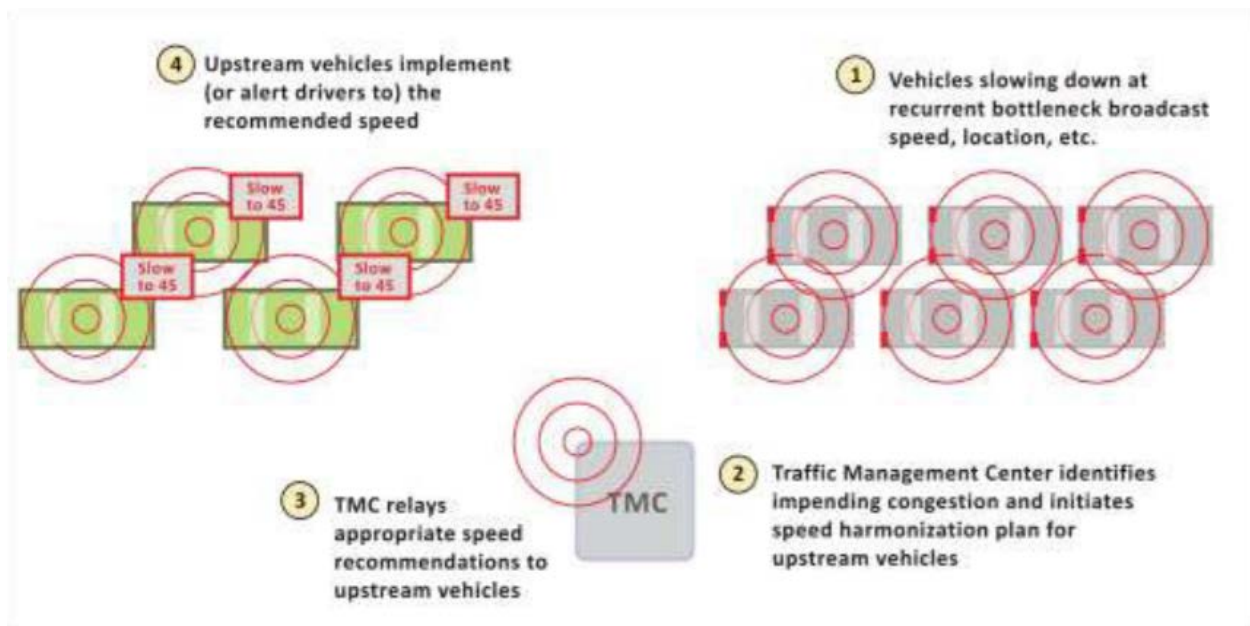 4
Upstream vehicles implement
(or alert drivers to) the
recommended speed
1
Vehicles slowing down at
recurrent bottleneck broadcast
speed, location, etc.
Slow
to 45
Slow
to 45
Slow
to 45
Slow
to 45
TMC
3
TMC relays
appropriate speed
recommendations to
upstream vehicles
2
Traffic Management Center identifies
impending congestion and initiates
speed harmonization plan for
upstream vehicles